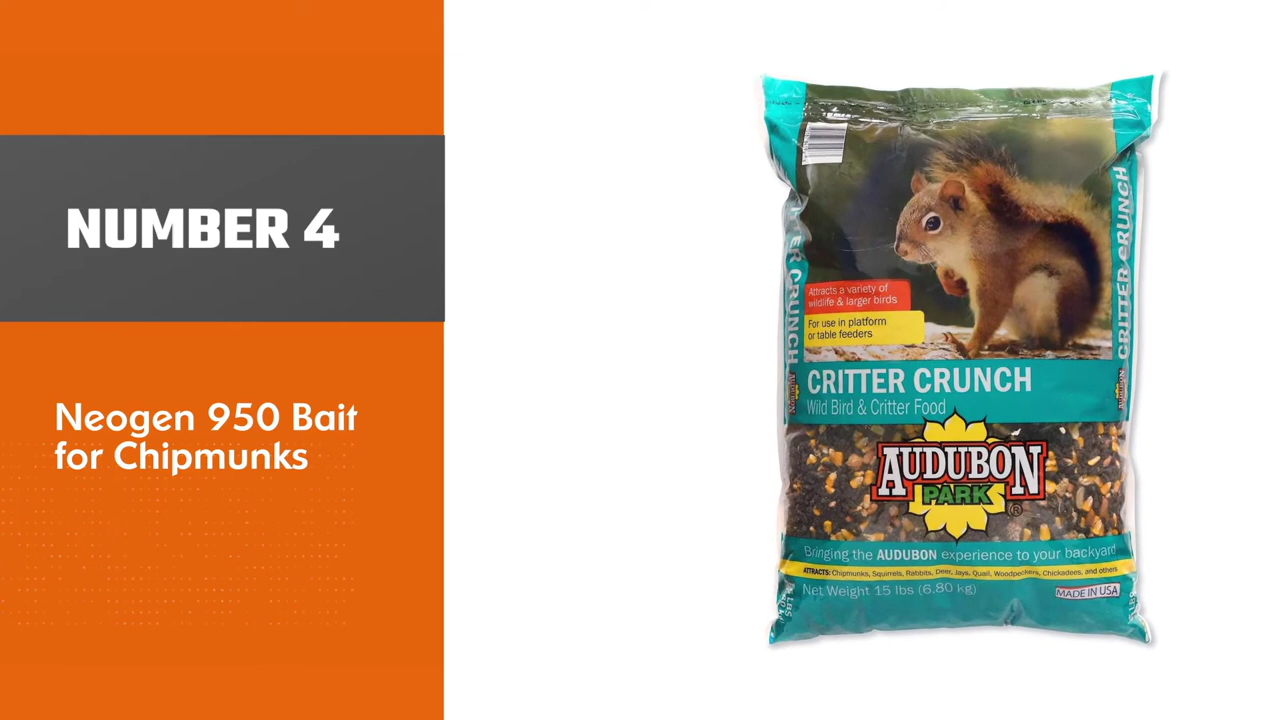 NUMBER 4
Neogen 950 Bait
for Chipmunks
Attracts a variety of
wildlife & larger birds
For use in platform
or table feeders
CRITTER CRUNCH
CRITTER CRUNCH
Wild Bird & Critter Food
AUDUBON
PARK
®
AUDUBON
Bringing the AUDUBON experience to your backyard
ATTRACTS: Chipmunks, Squirrels, Rabbits, Deer, Jays, Quail, Woodpeckers, Chickadees, and others
Net Weight 15 lbs (6.80 kg)
MADE IN USA